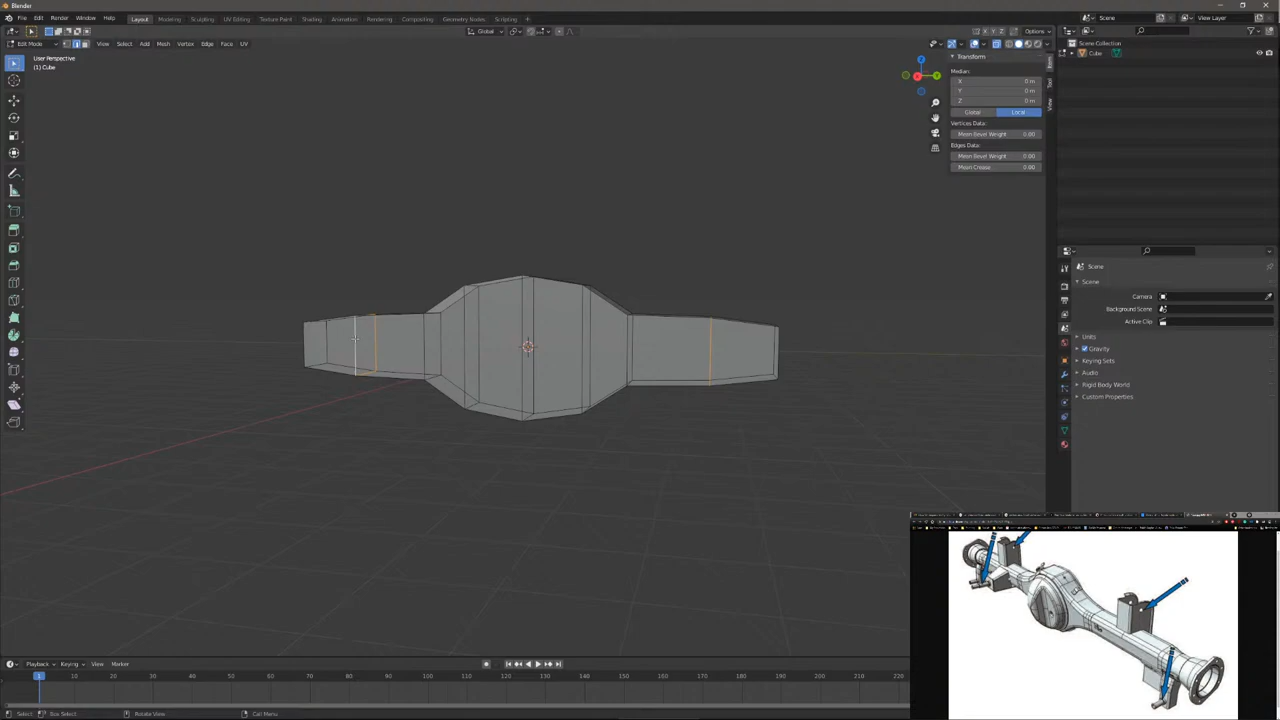 Blender
File Edit Render Window Help Layout Modeling Sculpting UV Editing Texture Paint Shading Animation Rendering Compositing Geometry Nodes Scripting Scene View Layer
Global Options
Edit Mode View Select Add Mesh Vertex Edge Face UV
X Y Z
User Perspective
(1) Cube
Transform
Median:
X 0 m
Y 0 m
Z 0 m
Global Local
Vertices Data:
Mean Bevel Weight 0.00
Edges Data:
Mean Bevel Weight 0.00
Mean Crease 0.00
Item
Tool
View
Scene Collection
Cube
Scene
Scene
Camera
Background Scene
Active Clip
Units
Gravity
Keying Sets
Audio
Rigid Body World
Custom Properties
Playback Keying View Marker
1
1 10 20 30 40 50 60 70 80 90 100 110 120 130 140 150 160 170 180 190 200 210 220
Select Box Select Rotate View Call Menu